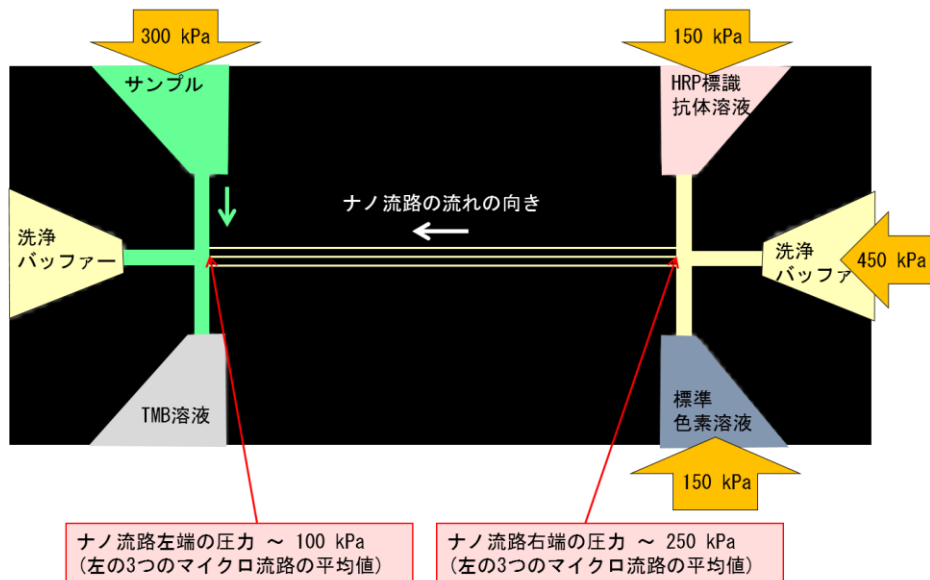 300 kPa
150 kPa
サンプル
HRP標識
抗体溶液
ナノ流路の流れの向き
洗浄
バッファー
洗浄
バッファ
450 kPa
TMB溶液
標準
色素溶液
150 kPa
ナノ流路左端の圧力 ～ 100 kPa
(左の3つのマイクロ流路の平均値)
ナノ流路右端の圧力 ～ 250 kPa
(左の3つのマイクロ流路の平均値)